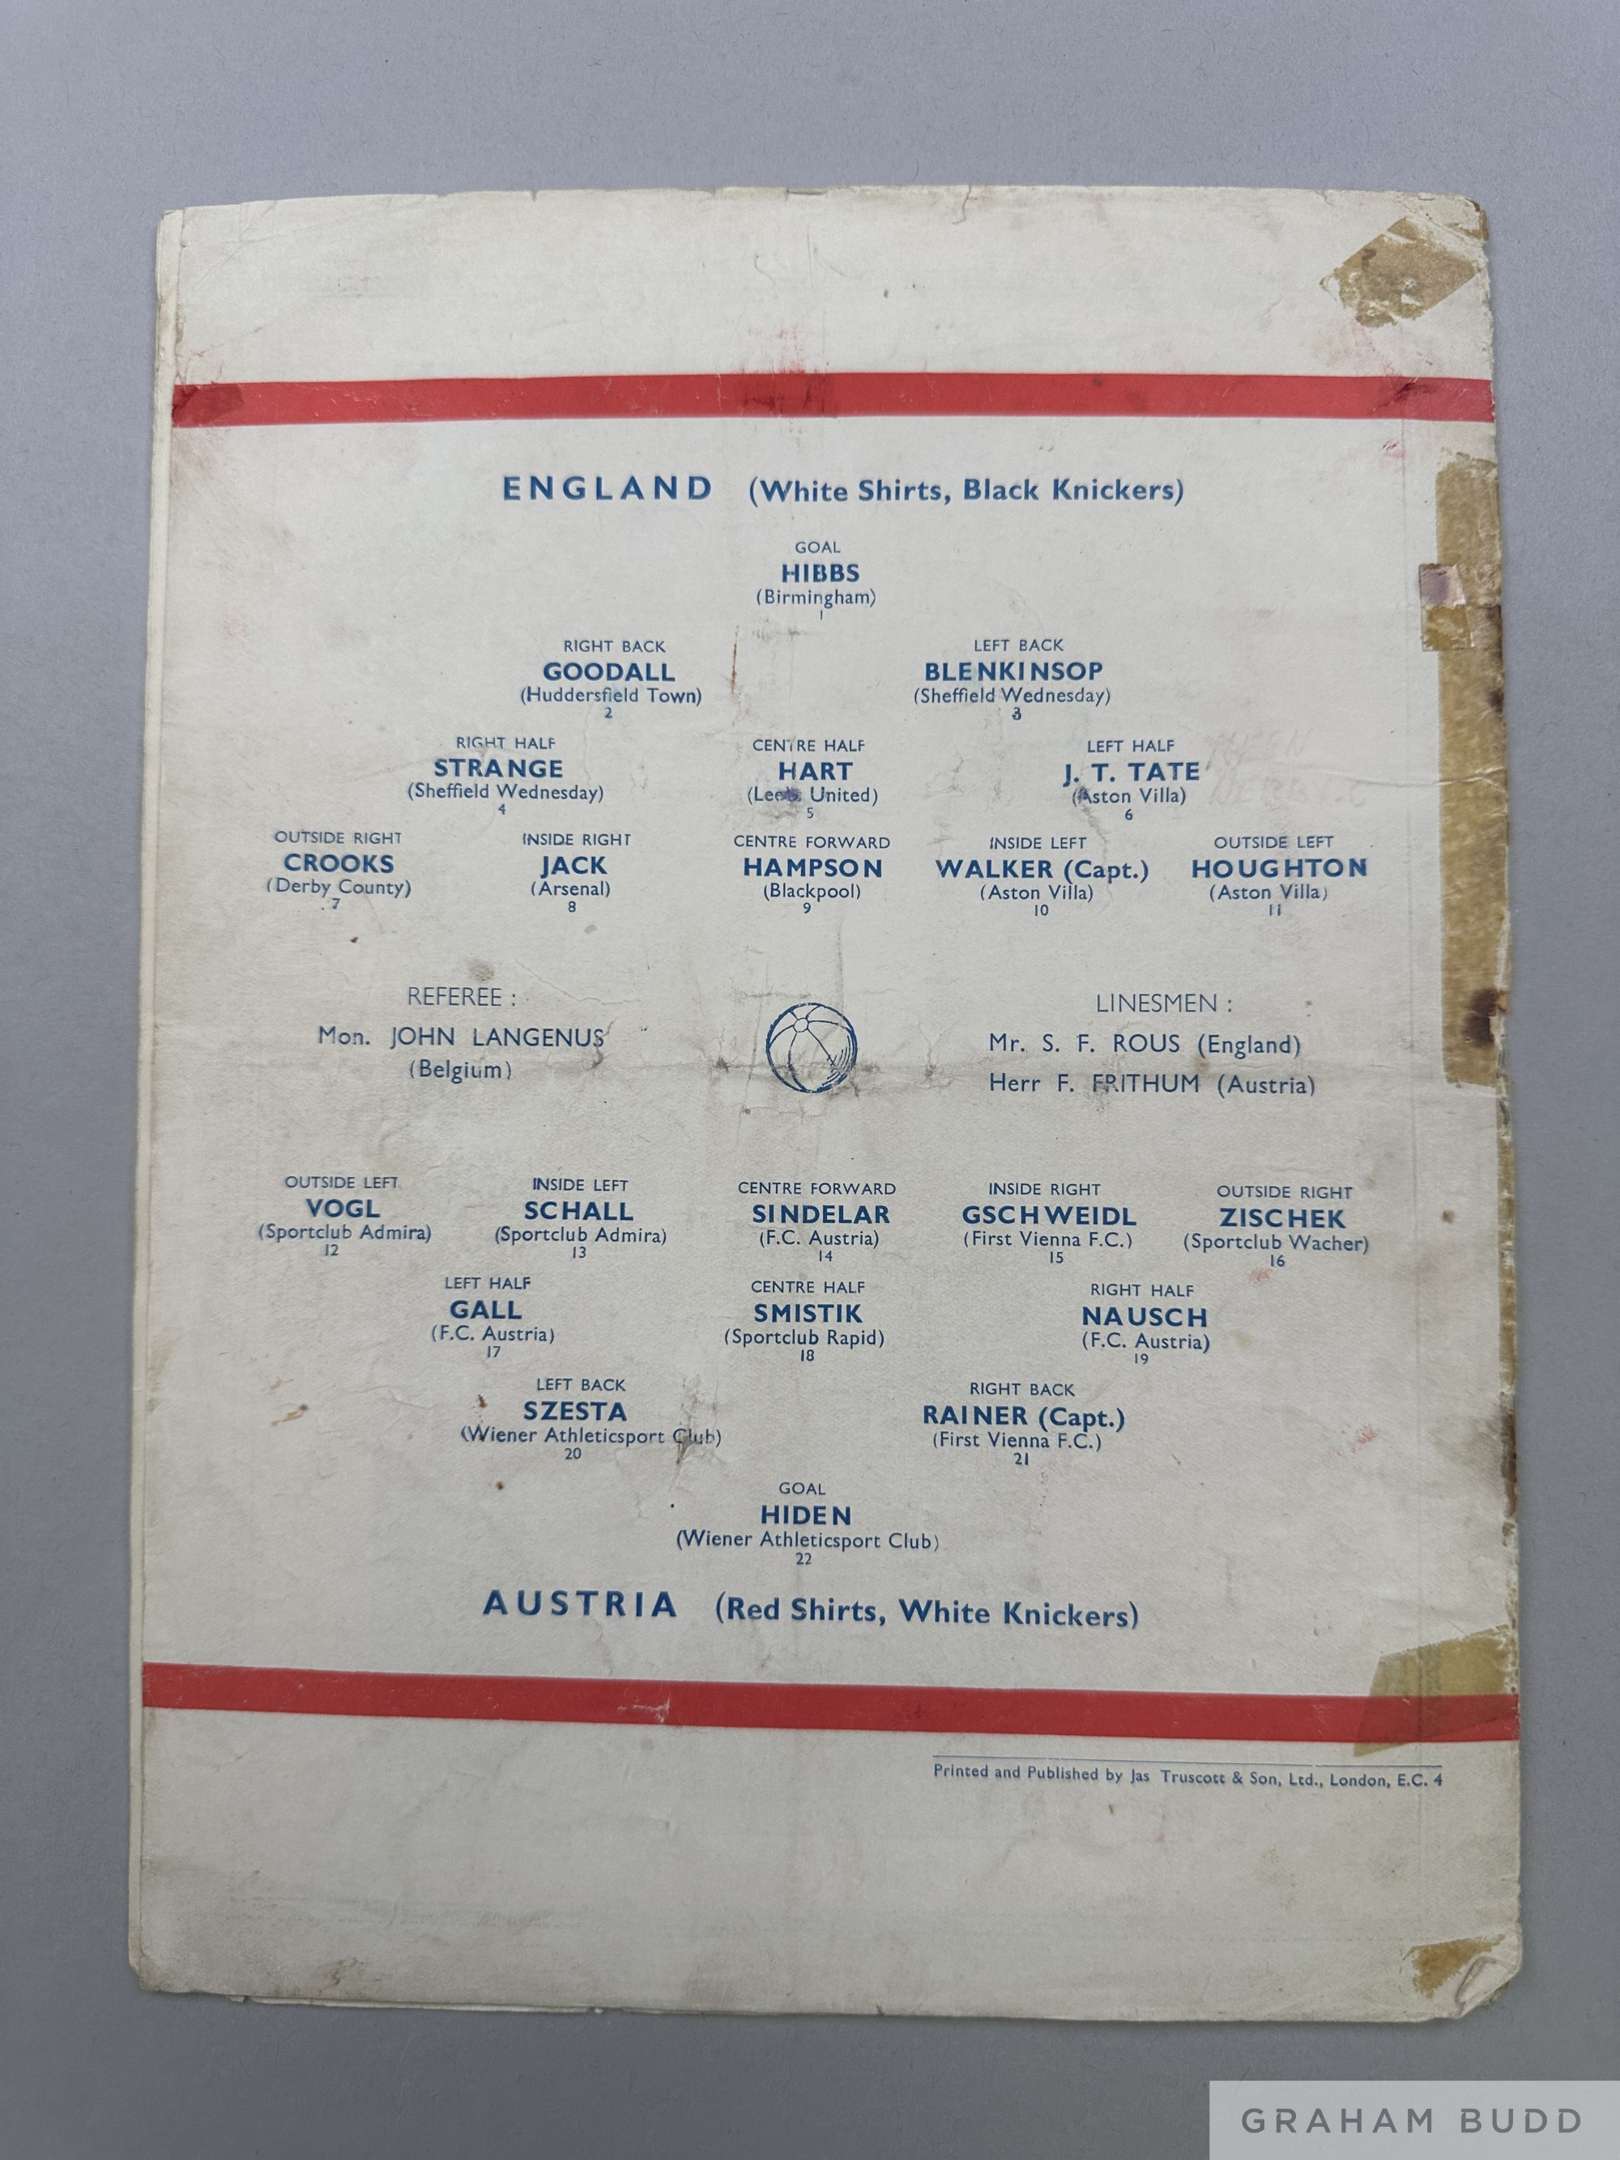 ENGLAND (White Shirts, Black Knickers)
GOAL
HIBBS
(Birmingham)
1
RIGHT BACK
GOODALL
(Huddersfield Town)
2
LEFT BACK
BLENKINSOP
(Sheffield Wednesday)
3
RIGHT HALF
STRANGE
(Sheffield Wednesday)
4
CENTRE HALF
HART
(Leeds United)
5
LEFT HALF
J. T. TATE
(Aston Villa)
6
OUTSIDE RIGHT
CROOKS
(Derby County)
7
INSIDE RIGHT
JACK
(Arsenal)
8
CENTRE FORWARD
HAMPSON
(Blackpool)
9
INSIDE LEFT
WALKER (Capt.)
(Aston Villa)
10
OUTSIDE LEFT
HOUGHTON
(Aston Villa)
11
REFEREE :
Mon. JOHN LANGENUS
(Belgium)
LINESMEN :
Mr. S. F. ROUS (England)
Herr F. FRITHUM (Austria)
OUTSIDE LEFT
VOGL
(Sportclub Admira)
12
INSIDE LEFT
SCHALL
(Sportclub Admira)
13
CENTRE FORWARD
SINDELAR
(F.C. Austria)
14
INSIDE RIGHT
GSCHWEIDL
(First Vienna F.C.)
15
OUTSIDE RIGHT
ZISCHEK
(Sportclub Wacher)
16
LEFT HALF
GALL
(F.C. Austria)
17
CENTRE HALF
SMISTIK
(Sportclub Rapid)
18
RIGHT HALF
NAUSCH
(F.C. Austria)
19
LEFT BACK
SZESTA
(Wiener Athleticsport Club)
20
RIGHT BACK
RAINER (Capt.)
(First Vienna F.C.)
21
GOAL
HIDEN
(Wiener Athleticsport Club)
22
AUSTRIA (Red Shirts, White Knickers)
Printed and Published by Jas Truscott & Son, Ltd., London, E.C. 4
GRAHAM BUDD